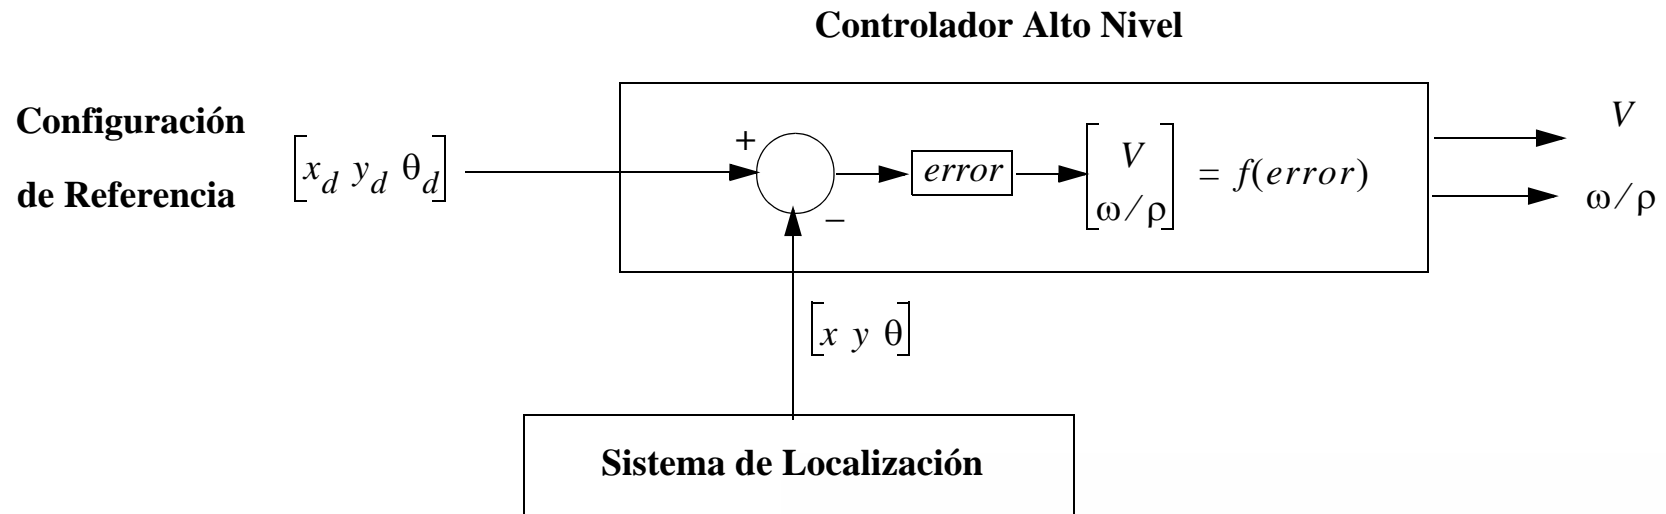 Controlador Alto Nivel
Configuración
de Referencia
[x_d y_d θ_d]
+
−
error
[V
ω/ρ] = f(error)
V
ω/ρ
[x y θ]
Sistema de Localización